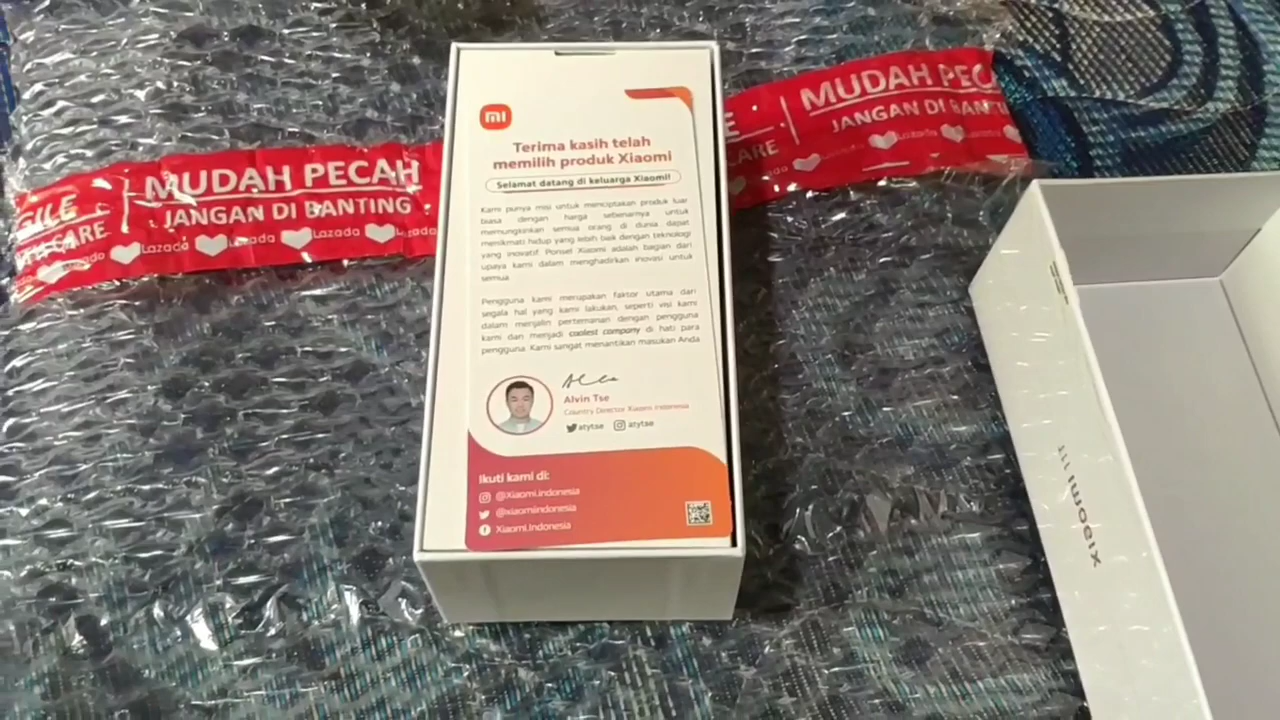 GILE
CARE
MUDAH PECAH
JANGAN DI BANTING
Lazada Lazada Lazada
mi
Terima kasih telah
memilih produk Xiaomi
Selamat datang di keluarga Xiaomi!
Kami punya misi untuk menciptakan produk luar
biasa dengan harga sebenarnya untuk
memungkinkan semua orang di dunia dapat
menikmati hidup yang lebih baik dengan teknologi
yang inovatif. Ponsel Xiaomi adalah bagian dari
upaya kami dalam menghadirkan inovasi untuk
semua.
Pengguna kami merupakan faktor utama dari
segala hal yang kami lakukan, seperti visi kami
dalam menjalin pertemanan dengan pengguna
kami dan menjadi coolest company di hati para
pengguna. Kami sangat menantikan masukan Anda
Alvin Tse
Country Director Xiaomi Indonesia
atytse atytse
Ikuti kami di:
@Xiaomi.Indonesia
@xiaomiindonesia
Xiaomi.Indonesia
E
CARE
MUDAH PEC
JANGAN DI BANTI
Lazada Lazada
xiaomi 11T